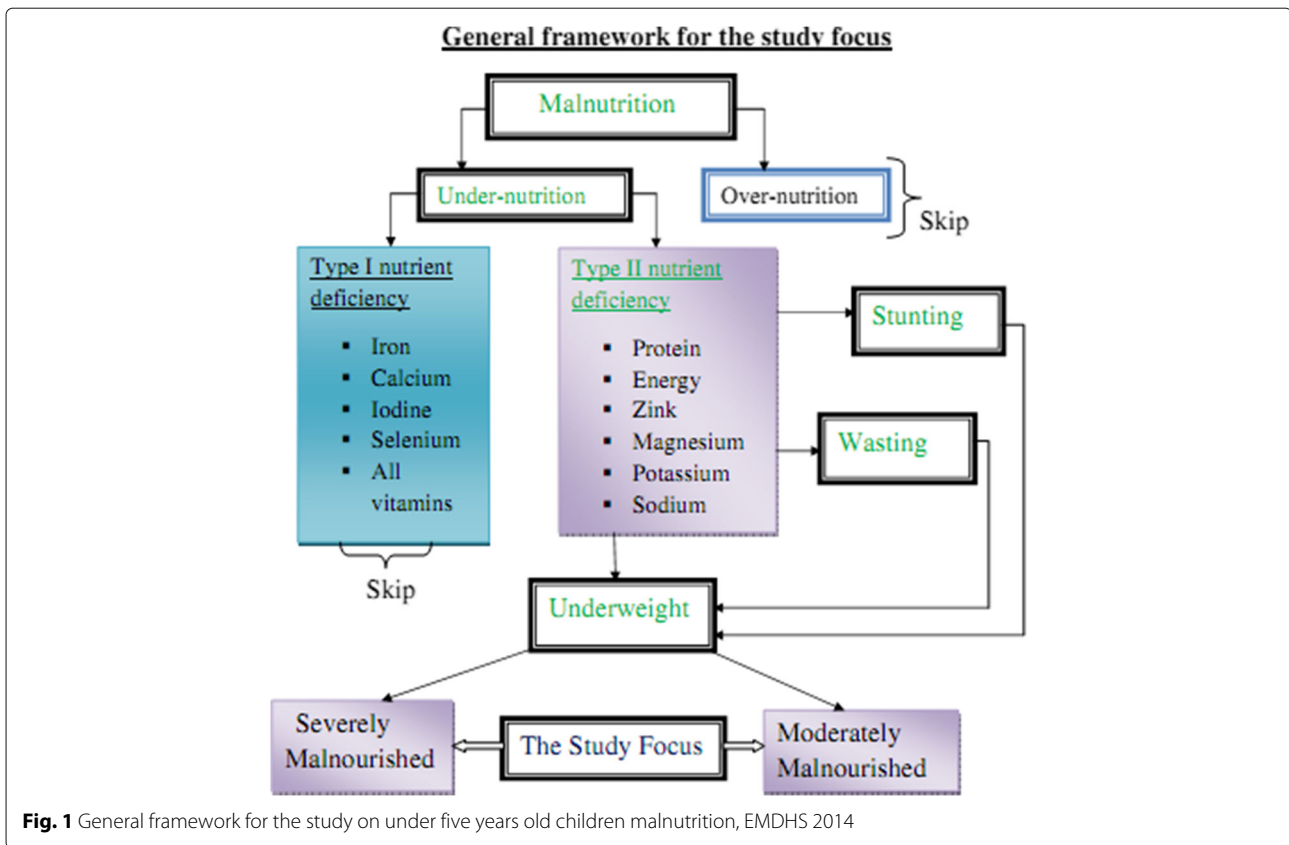 General framework for the study focus
Malnutrition
Under-nutrition
Over-nutrition
Skip
Type I nutrient
deficiency
▪ Iron
▪ Calcium
▪ Iodine
▪ Selenium
▪ All
vitamins
Skip
Type II nutrient
deficiency
▪ Protein
▪ Energy
▪ Zink
▪ Magnesium
▪ Potassium
▪ Sodium
Stunting
Wasting
Underweight
Severely
Malnourished
The Study Focus
Moderately
Malnourished
Fig. 1 General framework for the study on under five years old children malnutrition, EMDHS 2014